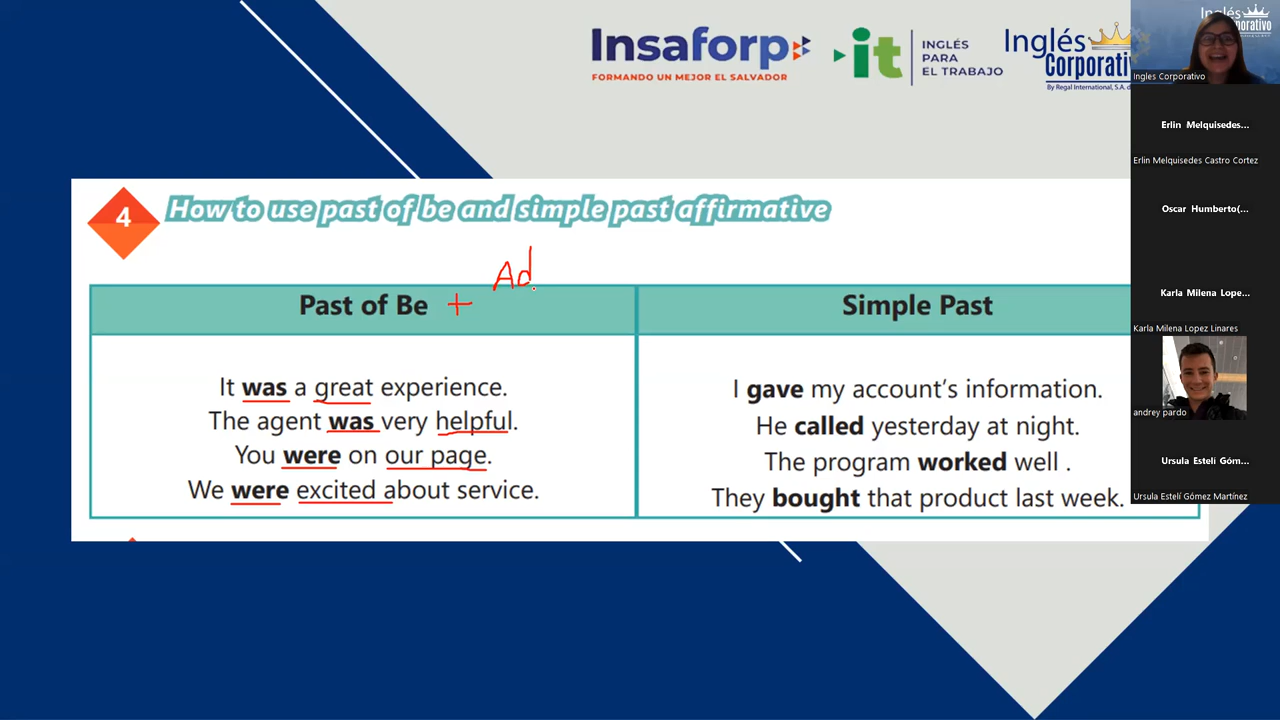 Insaforp
FORMANDO UN MEJOR EL SALVADOR
it
INGLÉS
PARA
EL TRABAJO
Inglés
Corporativo
By Regal International, S.A. d
Ingles Corporativo
Erlin Melquisedes...
Erlin Melquisedes Castro Cortez
Oscar Humberto(...
Karla Milena Lope...
Karla Milena Lopez Linares
andrey pardo
Ursula Estelí Góm...
Ursula Estelí Gómez Martínez
4
How to use past of be and simple past affirmative
Ad
Past of Be +
It was a great experience.
The agent was very helpful.
You were on our page.
We were excited about service.
Simple Past
I gave my account's information.
He called yesterday at night.
The program worked well .
They bought that product last week.